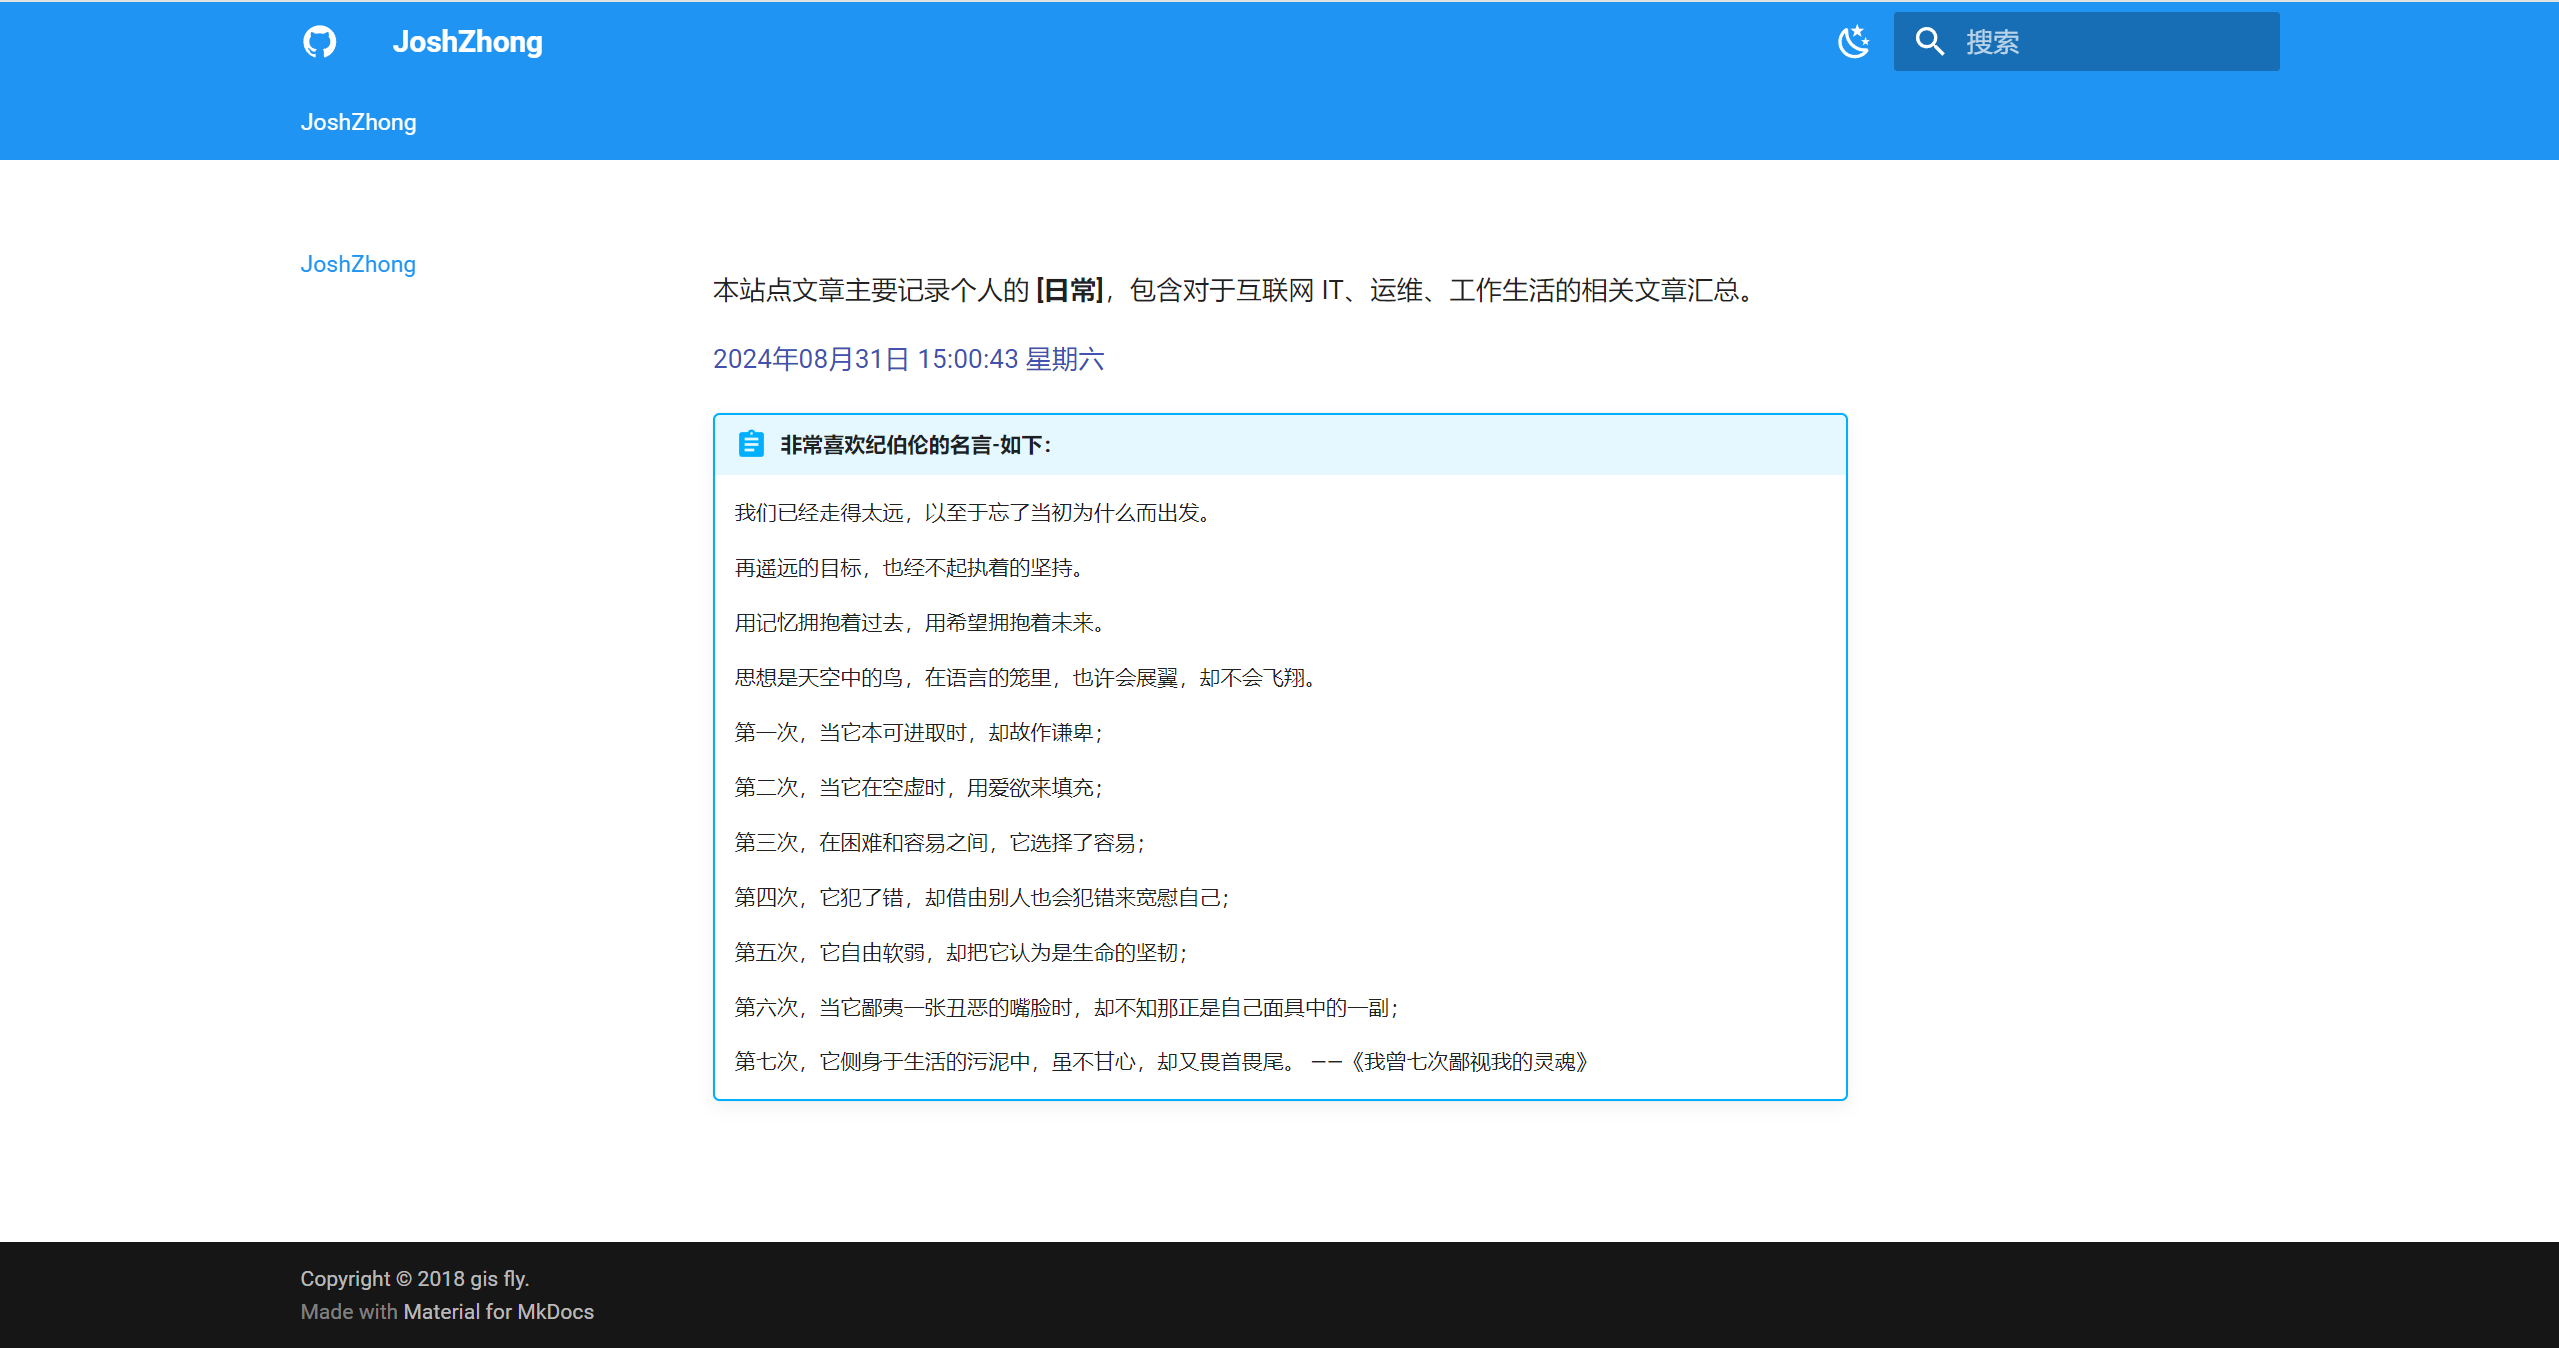 JoshZhong
搜索
JoshZhong
JoshZhong
本站点文章主要记录个人的 [日常]，包含对于互联网 IT、运维、工作生活的相关文章汇总。
2024年08月31日 15:00:43 星期六
非常喜欢纪伯伦的名言-如下：
我们已经走得太远，以至于忘了当初为什么而出发。
再遥远的目标，也经不起执着的坚持。
用记忆拥抱着过去，用希望拥抱着未来。
思想是天空中的鸟，在语言的笼里，也许会展翼，却不会飞翔。
第一次，当它本可进取时，却故作谦卑；
第二次，当它在空虚时，用爱欲来填充；
第三次，在困难和容易之间，它选择了容易；
第四次，它犯了错，却借由别人也会犯错来宽慰自己；
第五次，它自由软弱，却把它认为是生命的坚韧；
第六次，当它鄙夷一张丑恶的嘴脸时，却不知那正是自己面具中的一副；
第七次，它侧身于生活的污泥中，虽不甘心，却又畏首畏尾。 ——《我曾七次鄙视我的灵魂》
Copyright © 2018 gis fly.
Made with Material for MkDocs